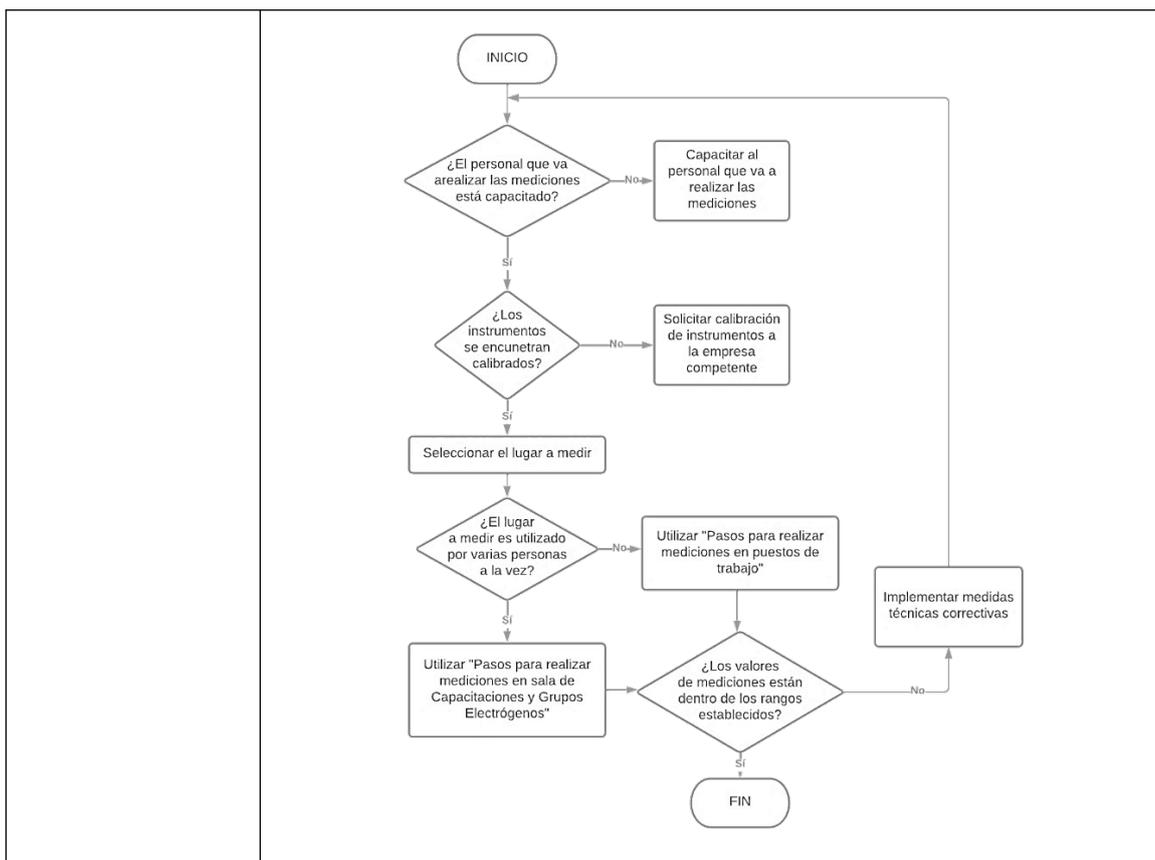 INICIO
¿El personal que va
arealizar las mediciones
está capacitado?
No
Capacitar al
personal que va a
realizar las
mediciones
Sí
¿Los
instrumentos
se encunetran
calibrados?
No
Solicitar calibración
de instrumentos a
la empresa
competente
Sí
Seleccionar el lugar a medir
¿El lugar
a medir es utilizado
por varias personas
a la vez?
No
Utilizar "Pasos para realizar
mediciones en puestos de
trabajo"
Implementar medidas
técnicas correctivas
Sí
Utilizar "Pasos para realizar
mediciones en sala de
Capacitaciones y Grupos
Electrógenos"
¿Los valores
de mediciones están
dentro de los rangos
establecidos?
No
Sí
FIN